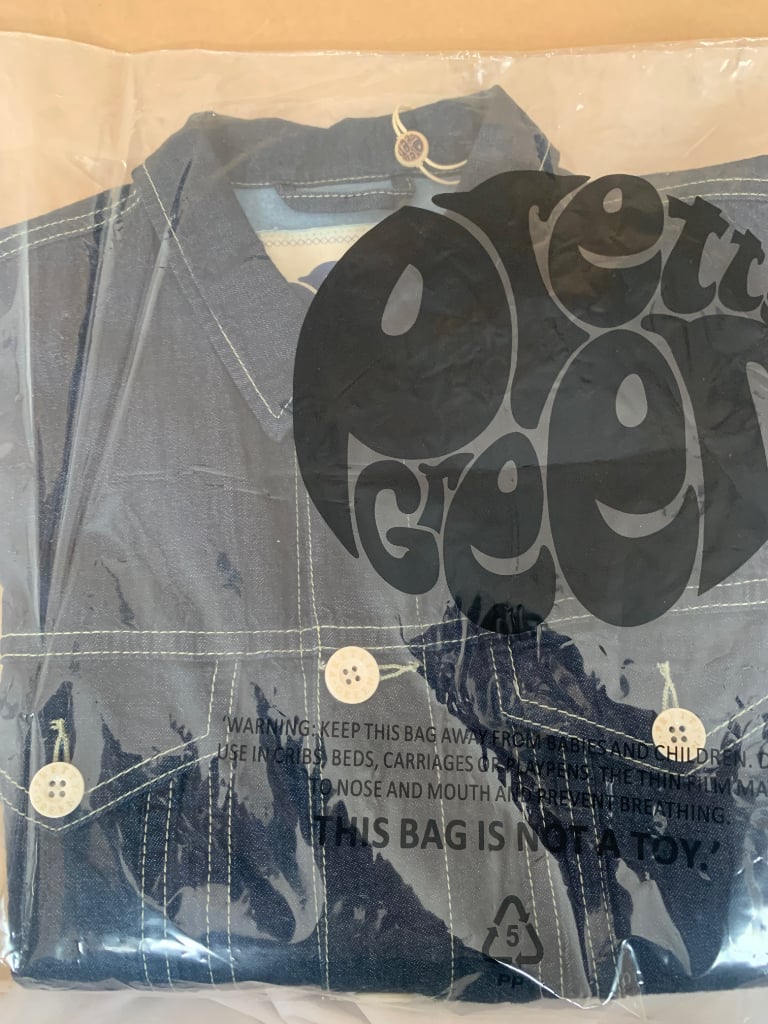 Pretty
Green
'WARNING: KEEP THIS BAG AWAY FROM BABIES AND CHILDREN.
USE IN CRIBS, BEDS, CARRIAGES OR PLAYPENS. THE THIN FILM
TO NOSE AND MOUTH AND PREVENT BREATHING.
THIS BAG IS NOT A TOY.'
5
PP